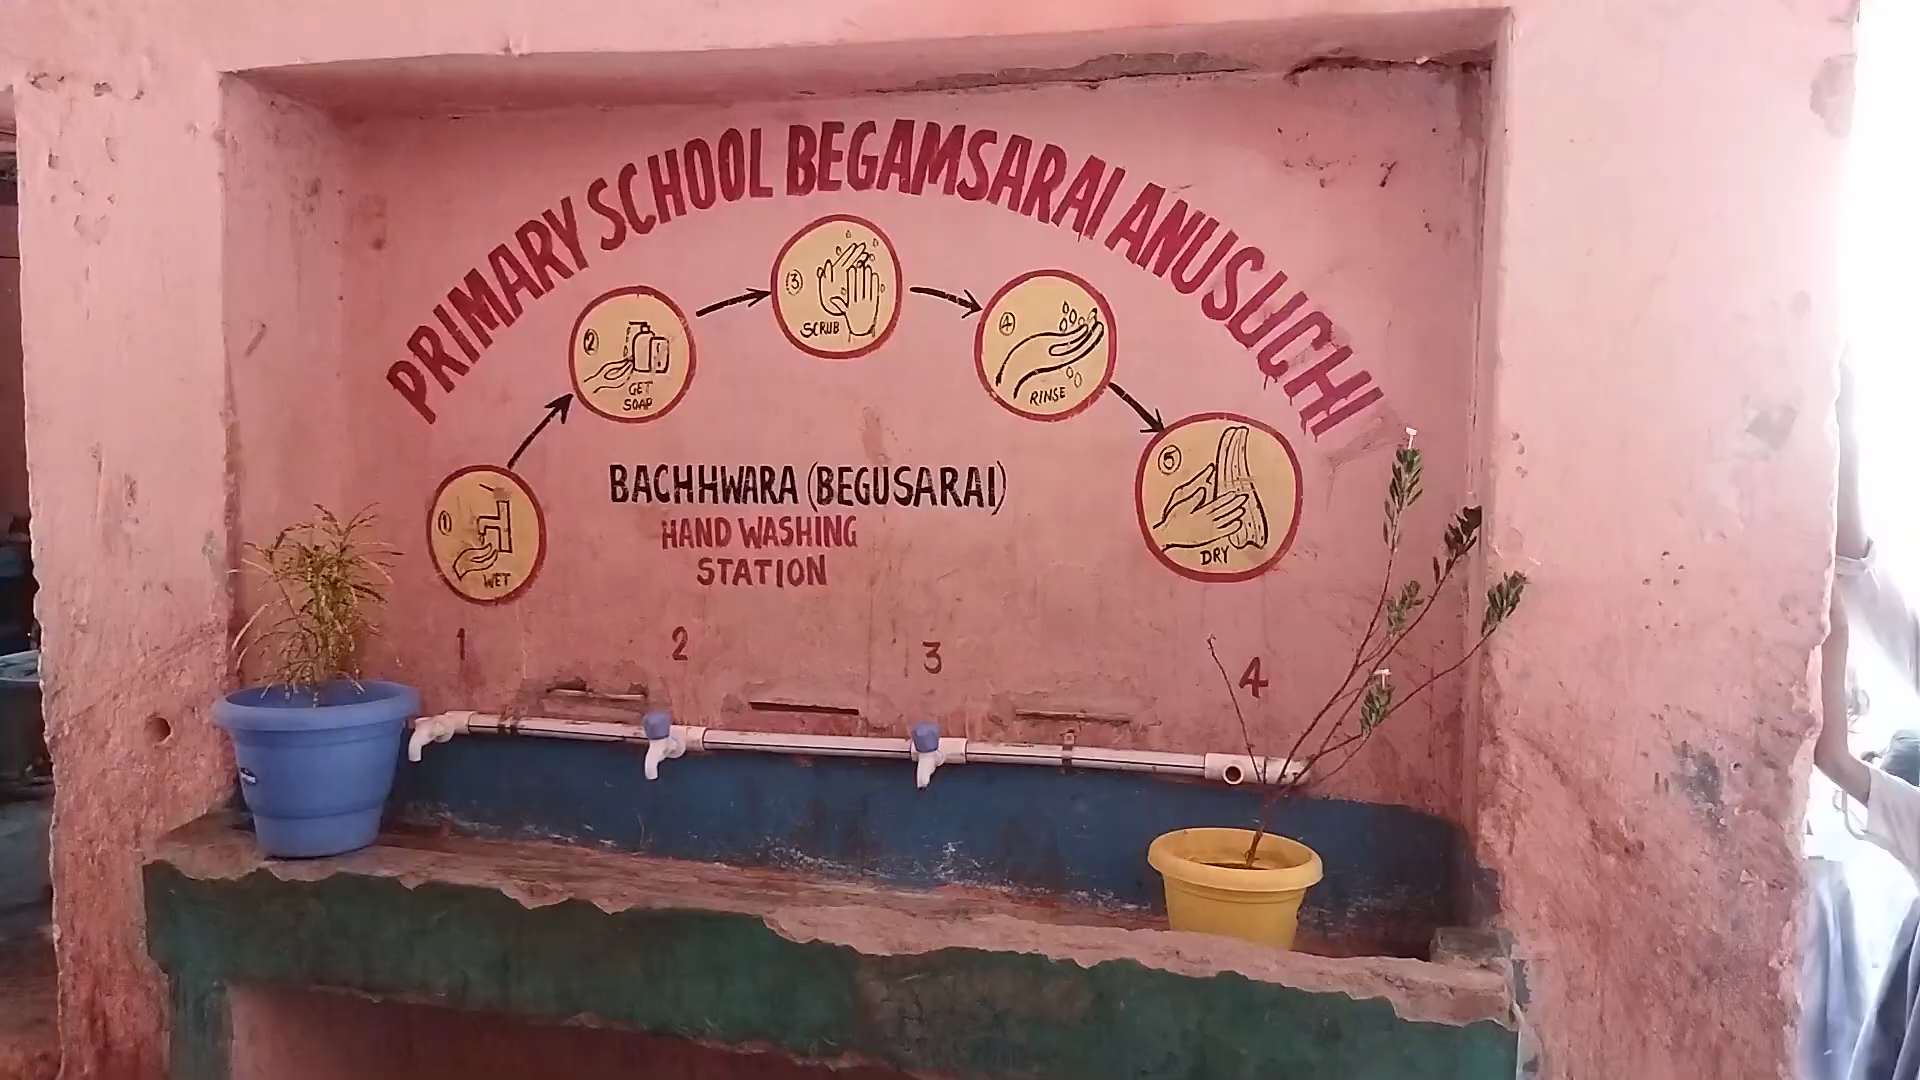 PRIMARY SCHOOL BEGAMSARAI ANUSUCHI
1
WET
2
GET
SOAP
3
SCRUB
4
RINSE
5
DRY
BACHHWARA (BEGUSARAI)
HAND WASHING
STATION
1 2 3 4